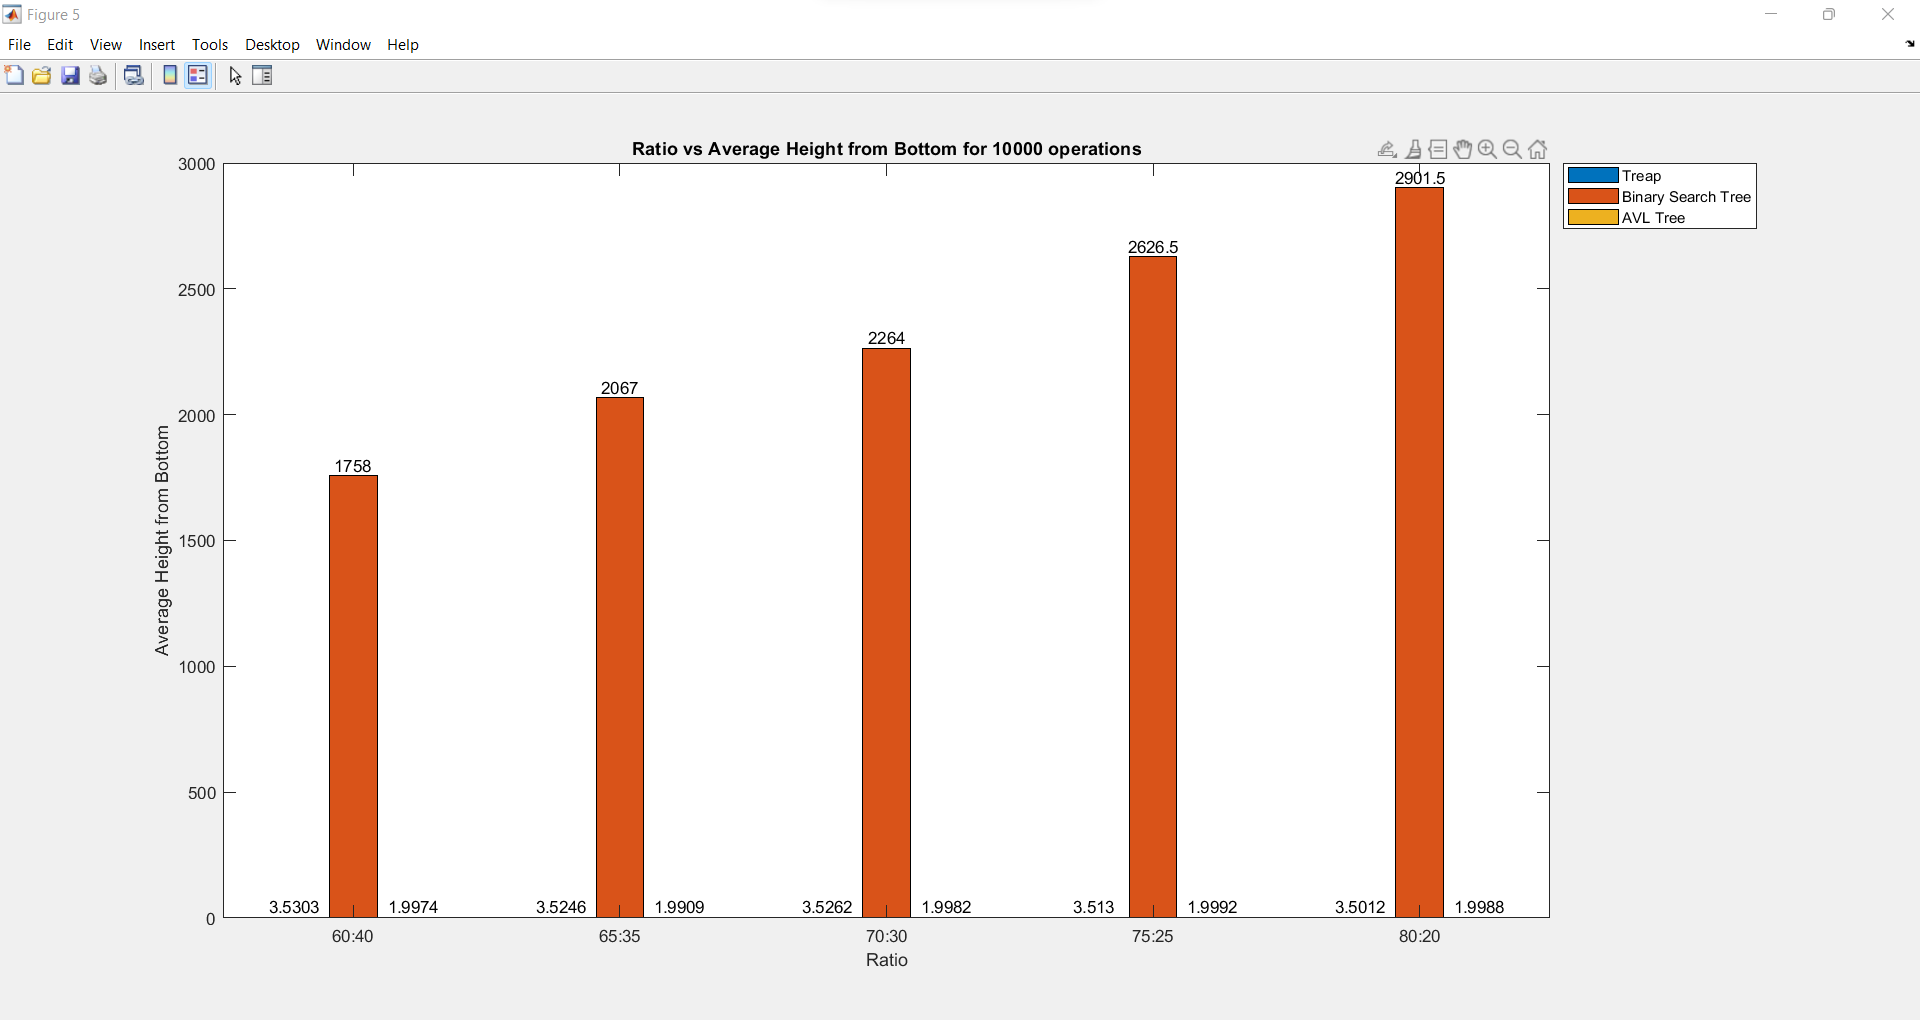 Figure 5
File Edit View Insert Tools Desktop Window Help
Ratio vs Average Height from Bottom for 10000 operations
Treap
Binary Search Tree
AVL Tree
Average Height from Bottom
3000
2500
2000
1500
1000
500
0
1758
2067
2264
2626.5
2901.5
3.5303 1.9974 3.5246 1.9909 3.5262 1.9982 3.513 1.9992 3.5012 1.9988
60:40 65:35 70:30 75:25 80:20
Ratio